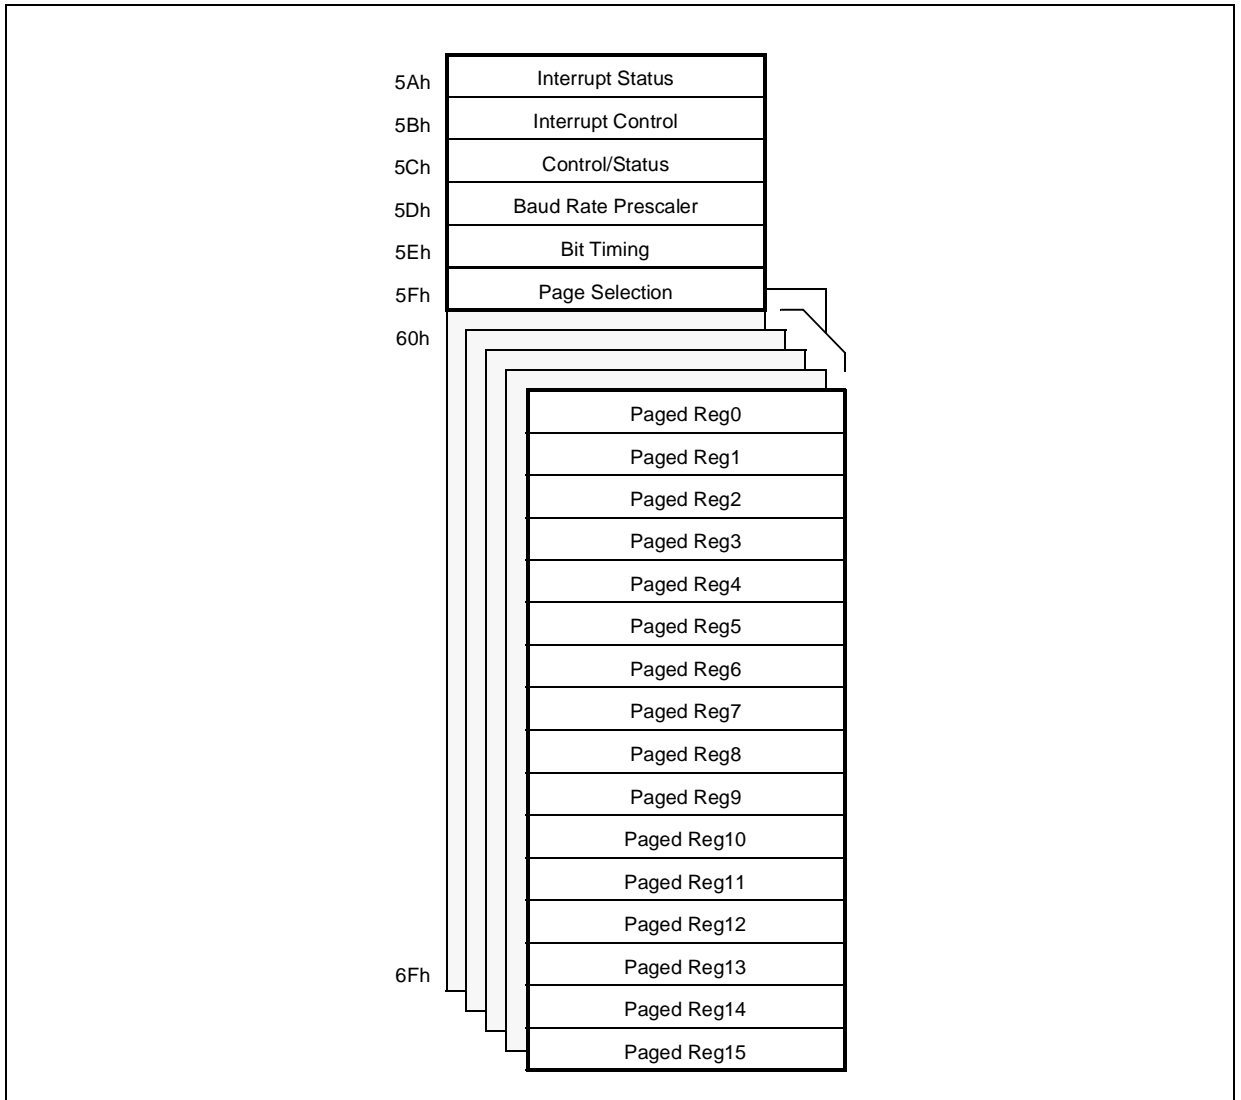 5Ah Interrupt Status
5Bh Interrupt Control
5Ch Control/Status
5Dh Baud Rate Prescaler
5Eh Bit Timing
5Fh Page Selection
60h
Paged Reg0
Paged Reg1
Paged Reg2
Paged Reg3
Paged Reg4
Paged Reg5
Paged Reg6
Paged Reg7
Paged Reg8
Paged Reg9
Paged Reg10
Paged Reg11
Paged Reg12
6Fh Paged Reg13
Paged Reg14
Paged Reg15